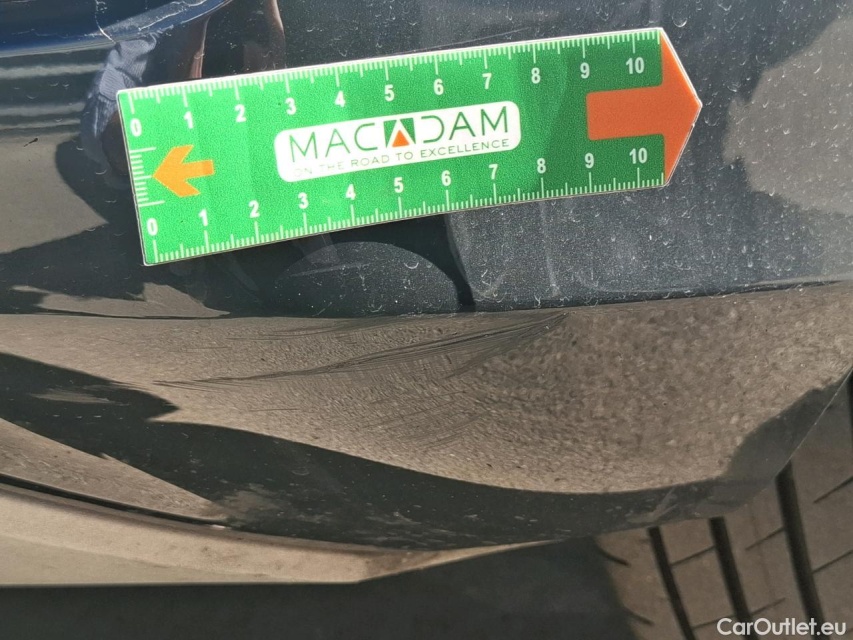 0 1 2 3 4 5 6 7 8 9 10
MACADAM
ON THE ROAD TO EXCELLENCE
0 1 2 3 4 5 6 7 8 9 10
CarOutlet.eu